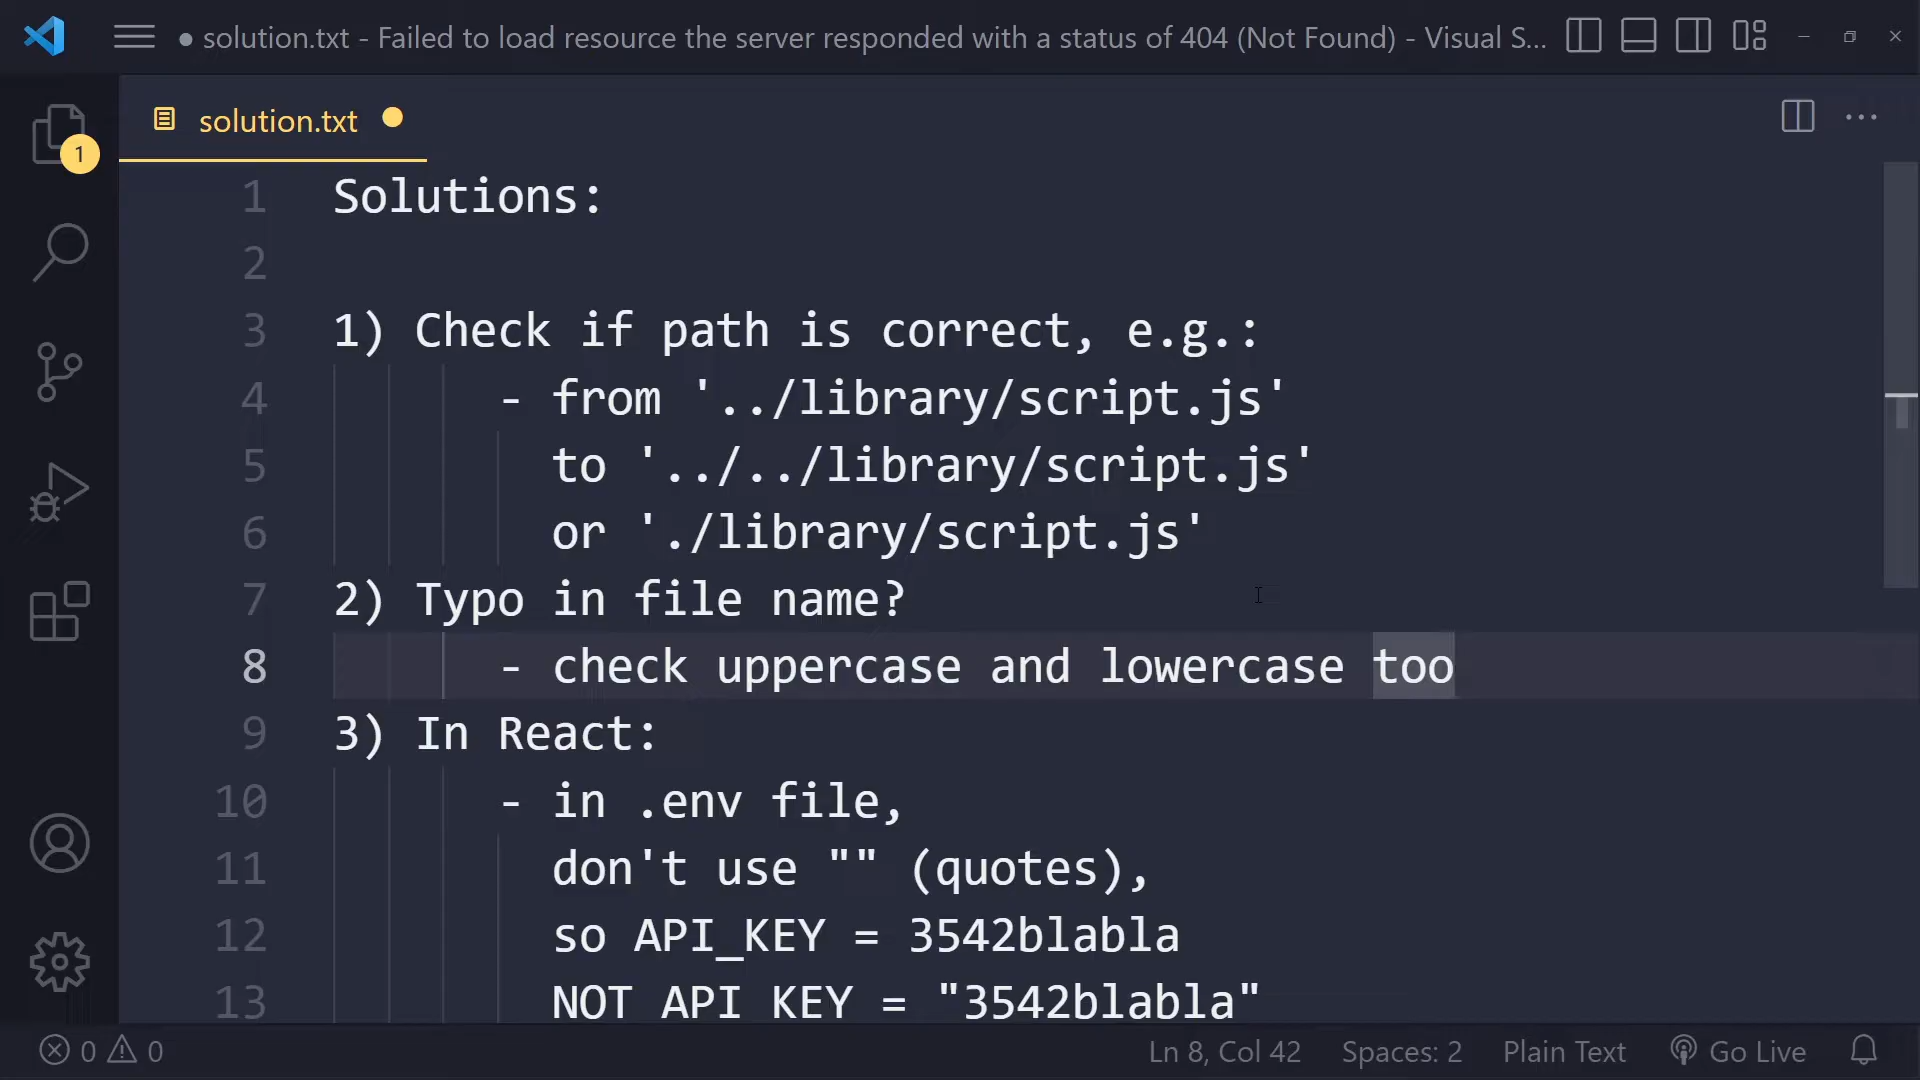 ● solution.txt - Failed to load resource the server responded with a status of 404 (Not Found) - Visual S...
solution.txt
1
1 Solutions:
2
3 1) Check if path is correct, e.g.:
4 - from '../library/script.js'
5 to '../../library/script.js'
6 or './library/script.js'
7 2) Typo in file name?
8 - check uppercase and lowercase too
9 3) In React:
10 - in .env file,
11 don't use "" (quotes),
12 so API_KEY = 3542blabla
13 NOT API KEY = "3542blabla"
0 0 Ln 8, Col 42 Spaces: 2 Plain Text Go Live